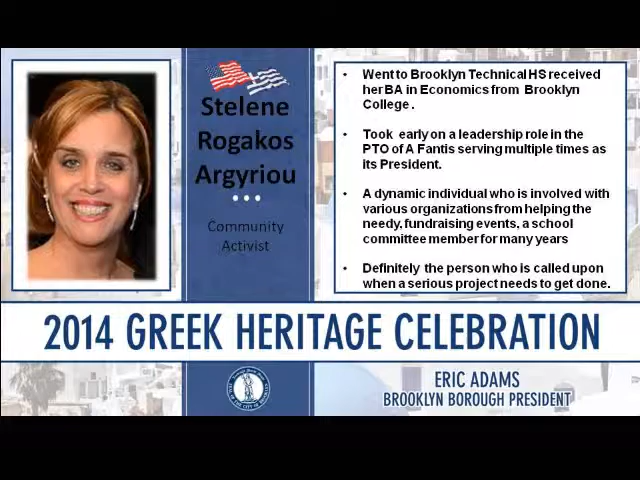 Stelene
Rogakos
Argyriou
Community
Activist
• Went to Brooklyn Technical HS received
her BA in Economics from Brooklyn
College .
• Took early on a leadership role in the
PTO of A Fantis serving multiple times as
its President.
• A dynamic individual who is involved with
various organizations from helping the
needy, fundraising events, a school
committee member for many years
• Definitely the person who is called upon
when a serious project needs to get done.
2014 GREEK HERITAGE CELEBRATION
ERIC ADAMS
BROOKLYN BOROUGH PRESIDENT